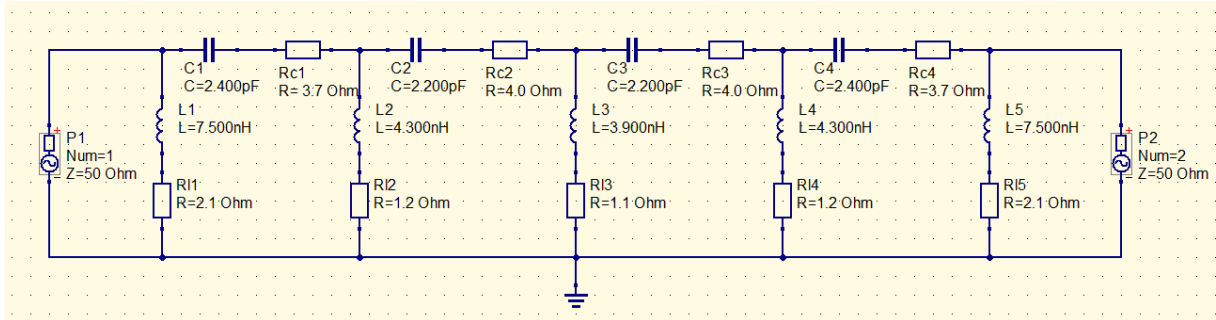 C1
C=2.400pF
Rc1
R= 3.7 Ohm
C2
C=2.200pF
Rc2
R=4.0 Ohm
C3
C=2.200pF
Rc3
R=4.0 Ohm
C4
C=2.400pF
Rc4
R=3.7 Ohm
L1
L=7.500nH
L2
L=4.300nH
L3
L=3.900nH
L4
L=4.300nH
L5
L=7.500nH
P1
Num=1
Z=50 Ohm
P2
Num=2
Z=50 Ohm
Rl1
R=2.1 Ohm
Rl2
R=1.2 Ohm
Rl3
R=1.1 Ohm
Rl4
R=1.2 Ohm
Rl5
R=2.1 Ohm